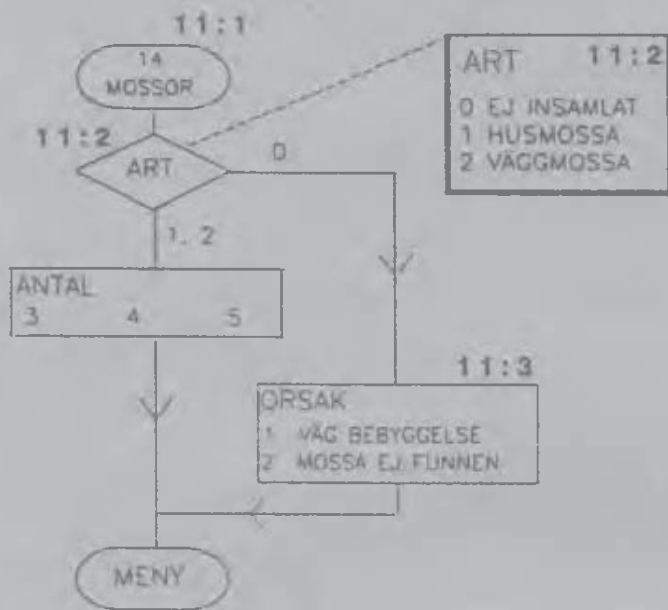 11:1
14
MOSSOR
11:2
ART
0
1, 2
ART 11:2
0 EJ INSAMLAT
1 HUSMOSSA
2 VÄGGMOSSA
ANTAL
3 4 5
11:3
ORSAK
1 VÄG BEBYGGELSE
2 MOSSA EJ FUNNEN
MENY